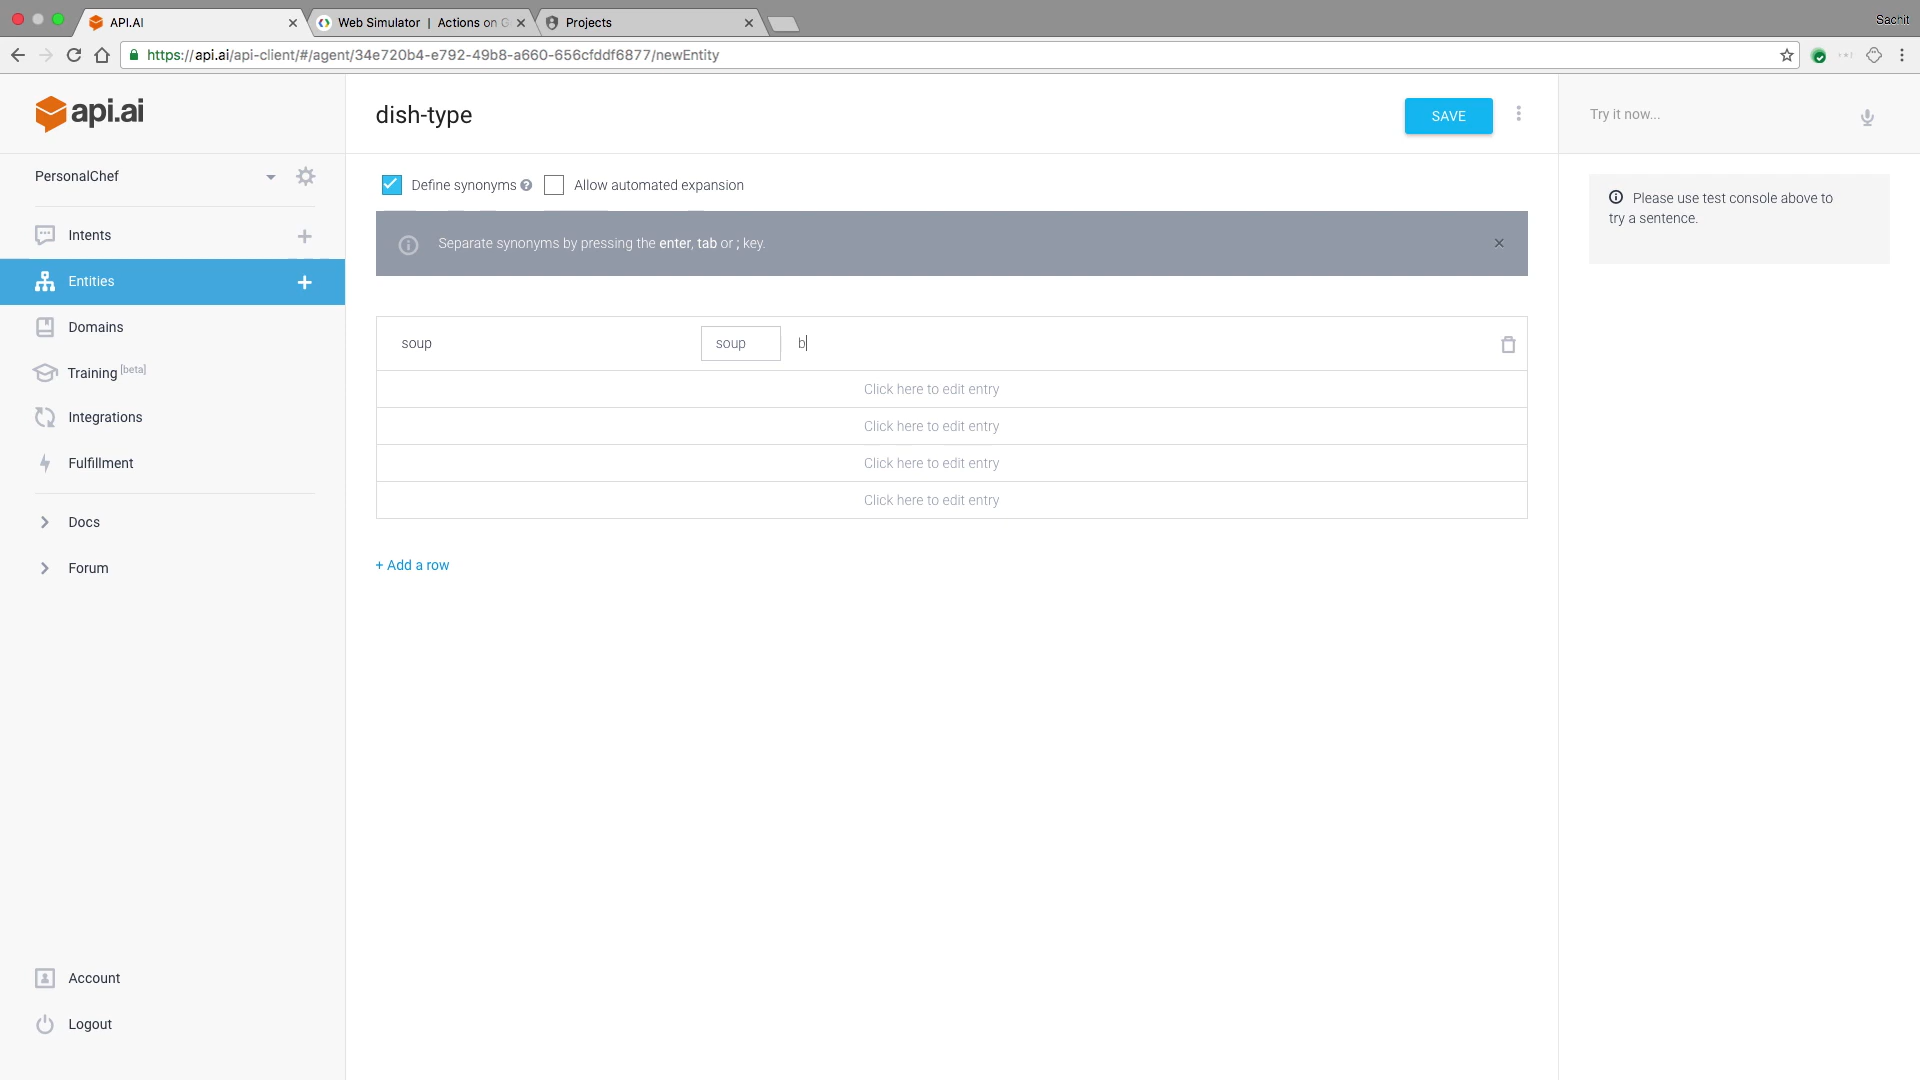 API.AI
Web Simulator | Actions on G
Projects
Sachit
https://api.ai/api-client/#/agent/34e720b4-e792-49b8-a660-656cfddf6877/newEntity
api.ai
dish-type
SAVE
Try it now...
PersonalChef
Define synonyms
Allow automated expansion
Please use test console above to
try a sentence.
Intents
Separate synonyms by pressing the enter, tab or ; key.
Entities
Domains
soup
soup
b
Training [beta]
Click here to edit entry
Integrations
Click here to edit entry
Fulfillment
Click here to edit entry
Click here to edit entry
Docs
+ Add a row
Forum
Account
Logout